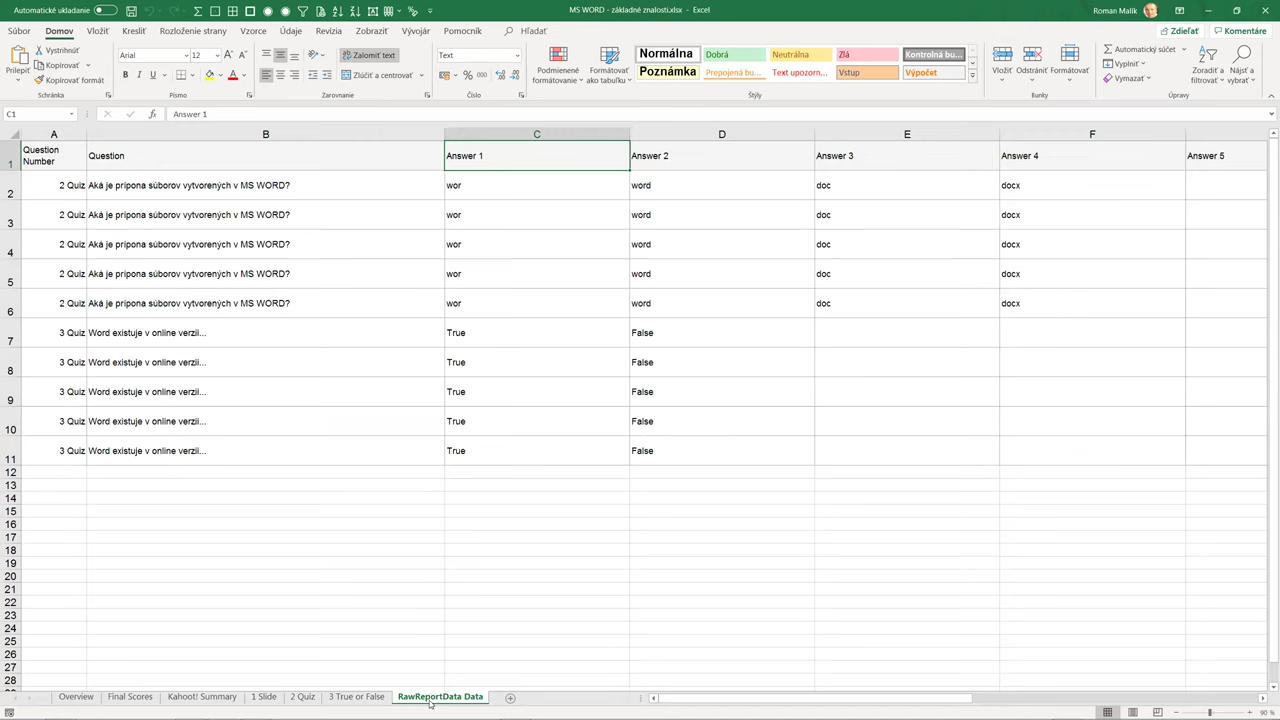 Automatické ukladanie
MS WORD - základné znalosti.xlsx - Excel
Roman Malík
Súbor Domov Vložiť Kresliť Rozloženie strany Vzorce Údaje Revízia Zobraziť Vývojár Pomocník Hľadať
Zdieľať Komentáre
Prilepiť
Vystrihnúť
Kopírovať
Kopírovať formát
Schránka
Arial 12
Písmo
Zalomiť text
Zlúčiť a centrovať
Zarovnanie
Text
Číslo
Podmienené formátovanie
Formátovať ako tabuľku
Normálna Dobrá Neutrálna Zlá Kontrolná bu...
Poznámka Prepojená bu... Text upozorn... Vstup Výpočet
Štýly
Vložiť Odstrániť Formátovať
Bunky
Automatický súčet
Vyplniť
Vymazať
Zoradiť a filtrovať
Nájsť a vybrať
Úpravy
C1 fx Answer 1
A B C D E F
1 Question Number Question Answer 1 Answer 2 Answer 3 Answer 4 Answer 5
2 2 Quiz Aká je prípona súborov vytvorených v MS WORD? wor word doc docx
3 2 Quiz Aká je prípona súborov vytvorených v MS WORD? wor word doc docx
4 2 Quiz Aká je prípona súborov vytvorených v MS WORD? wor word doc docx
5 2 Quiz Aká je prípona súborov vytvorených v MS WORD? wor word doc docx
6 2 Quiz Aká je prípona súborov vytvorených v MS WORD? wor word doc docx
7 3 Quiz Word existuje v online verzii... True False
8 3 Quiz Word existuje v online verzii... True False
9 3 Quiz Word existuje v online verzii... True False
10 3 Quiz Word existuje v online verzii... True False
11 3 Quiz Word existuje v online verzii... True False
12
13
14
15
16
17
18
19
20
21
22
23
24
25
26
27
28
Overview Final Scores Kahoot! Summary 1 Slide 2 Quiz 3 True or False RawReportData Data
90 %